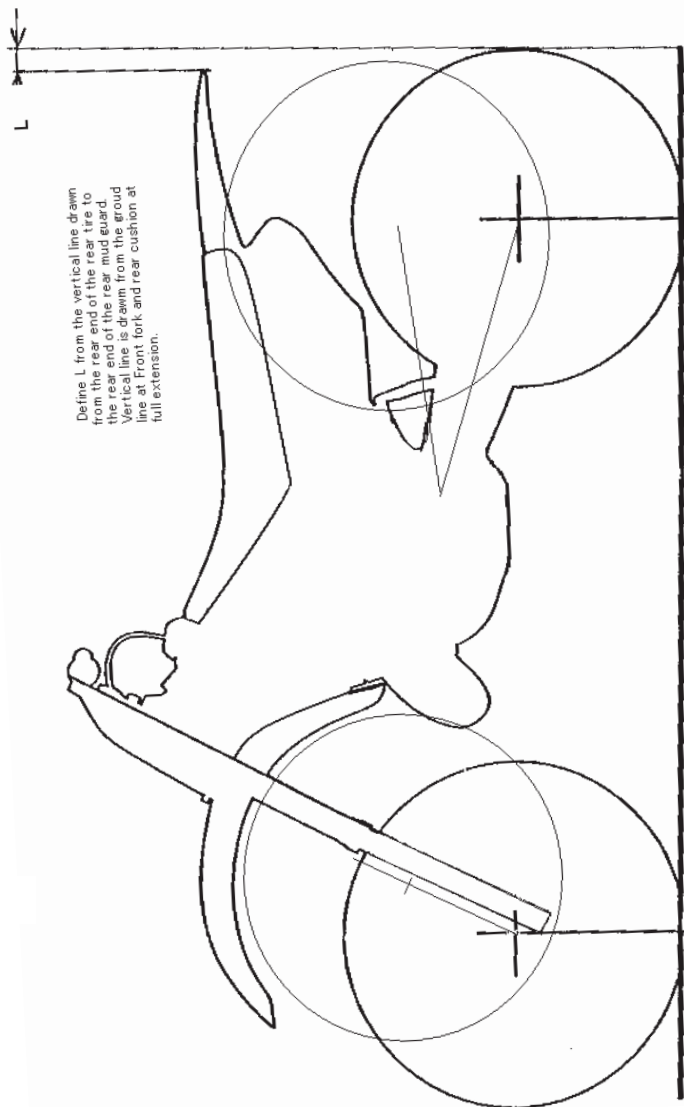 L
Define L from the vertical line drawn
from the rear end of the rear tire to
the rear end of the rear mud guard.
Vertical line is drawm from the groud
line at Front fork and rear cushion at
full extension.